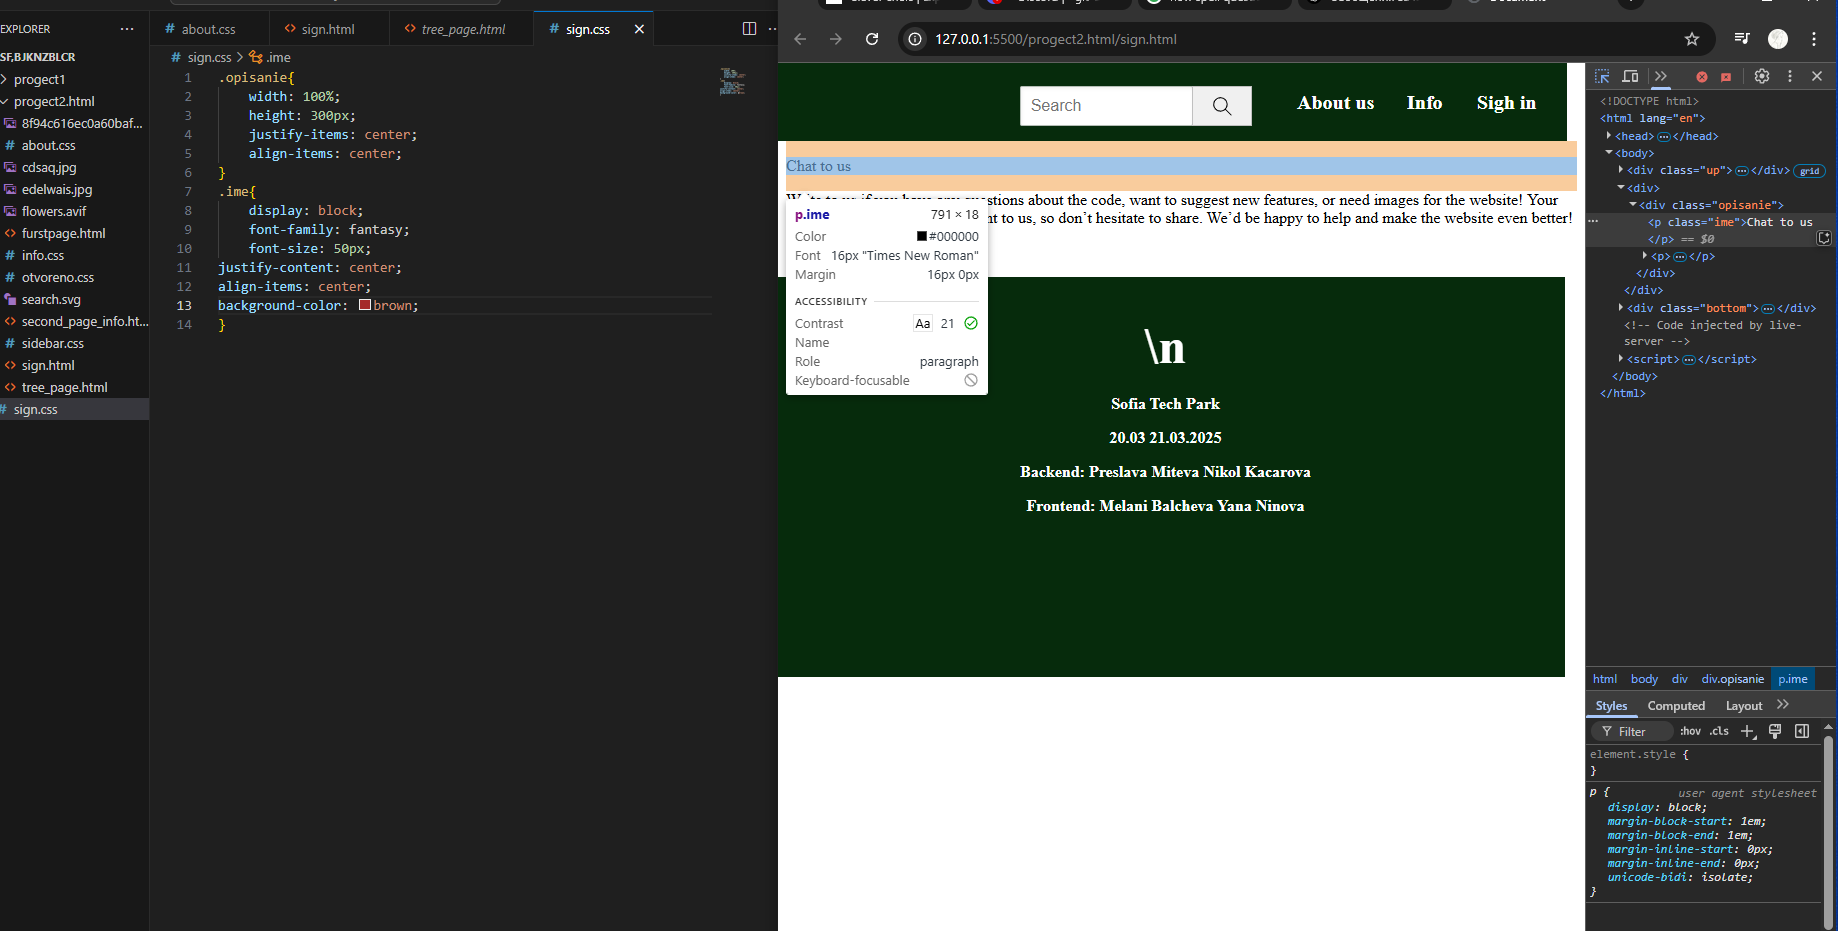 EXPLORER
SF,BJKNZBLCR
progect1
progect2.html
8f94c616ec0a60baf...
about.css
cdsaq.jpg
edelwais.jpg
flowers.avif
furstpage.html
info.css
otvoreno.css
search.svg
second_page_info.ht...
sidebar.css
sign.html
tree_page.html
sign.css
about.css
sign.html
tree_page.html
sign.css
sign.css > .ime
1 .opisanie{
2 width: 100%;
3 height: 300px;
4 justify-items: center;
5 align-items: center;
6 }
7 .ime{
8 display: block;
9 font-family: fantasy;
10 font-size: 50px;
11 justify-content: center;
12 align-items: center;
13 background-color: brown;
14 }
127.0.0.1:5500/progect2.html/sign.html
Search
About us
Info
Sigh in
Chat to us
questions about the code, want to suggest new features, or need images for the website! Your
nt to us, so don't hesitate to share. We'd be happy to help and make the website even better!
p.ime 791 × 18
Color #000000
Font 16px "Times New Roman"
Margin 16px 0px
ACCESSIBILITY
Contrast Aa 21
Name
Role paragraph
Keyboard-focusable
\n
Sofia Tech Park
20.03 21.03.2025
Backend: Preslava Miteva Nikol Kacarova
Frontend: Melani Balcheva Yana Ninova
<!DOCTYPE html>
<html lang="en">
<head> </head>
<body>
<div class="up"> </div> grid
<div>
<div class="opisanie">
<p class="ime">Chat to us
</p> == $0
<p> </p>
</div>
</div>
<div class="bottom"> </div>
<!-- Code injected by live-
server -->
<script> </script>
</body>
</html>
html body div div.opisanie p.ime
Styles Computed Layout
Filter :hov .cls
element.style {
}
p { user agent stylesheet
display: block;
margin-block-start: 1em;
margin-block-end: 1em;
margin-inline-start: 0px;
margin-inline-end: 0px;
unicode-bidi: isolate;
}